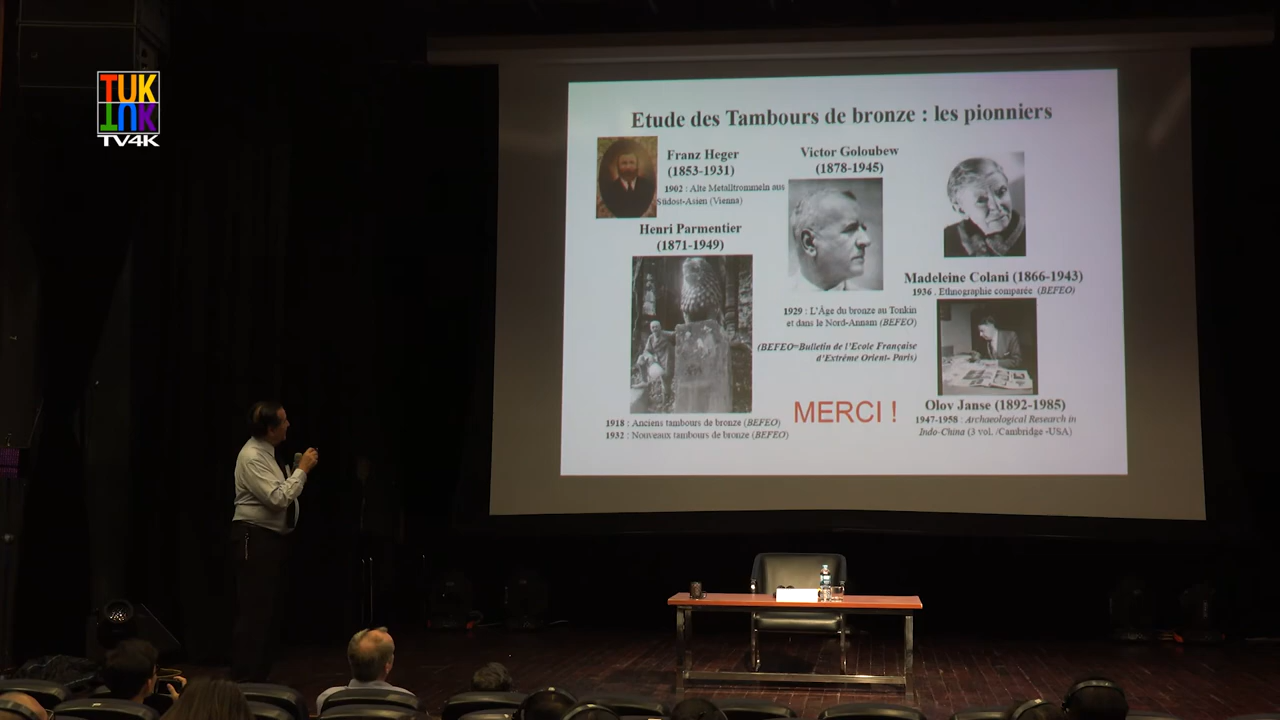 TUK
TUK
TV4K
Etude des Tambours de bronze : les pionniers
Franz Heger
(1853-1931)
1902 : Alte Metalltrommeln aus
Südost-Asien (Vienna)
Henri Parmentier
(1871-1949)
1918 : Anciens tambours de bronze (BEFEO)
1932 : Nouveaux tambours de bronze (BEFEO)
Victor Goloubew
(1878-1945)
1929 : L'Âge du bronze au Tonkin
et dans le Nord-Annam (BEFEO)
(BEFEO=Bulletin de l'Ecole Française
d'Extrême Orient- Paris)
MERCI !
Madeleine Colani (1866-1943)
1936 . Ethnographie comparée (BEFEO)
Olov Janse (1892-1985)
1947-1958 : Archaeological Research in
Indo-China (3 vol. /Cambridge -USA)